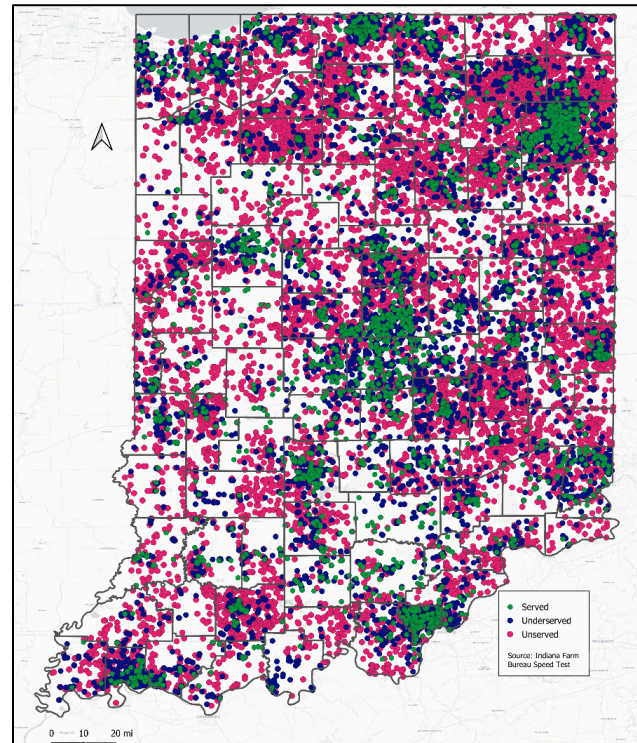 Served
Underserved
Unserved
Source: Indiana Farm
Bureau Speed Test
0 10 20 mi